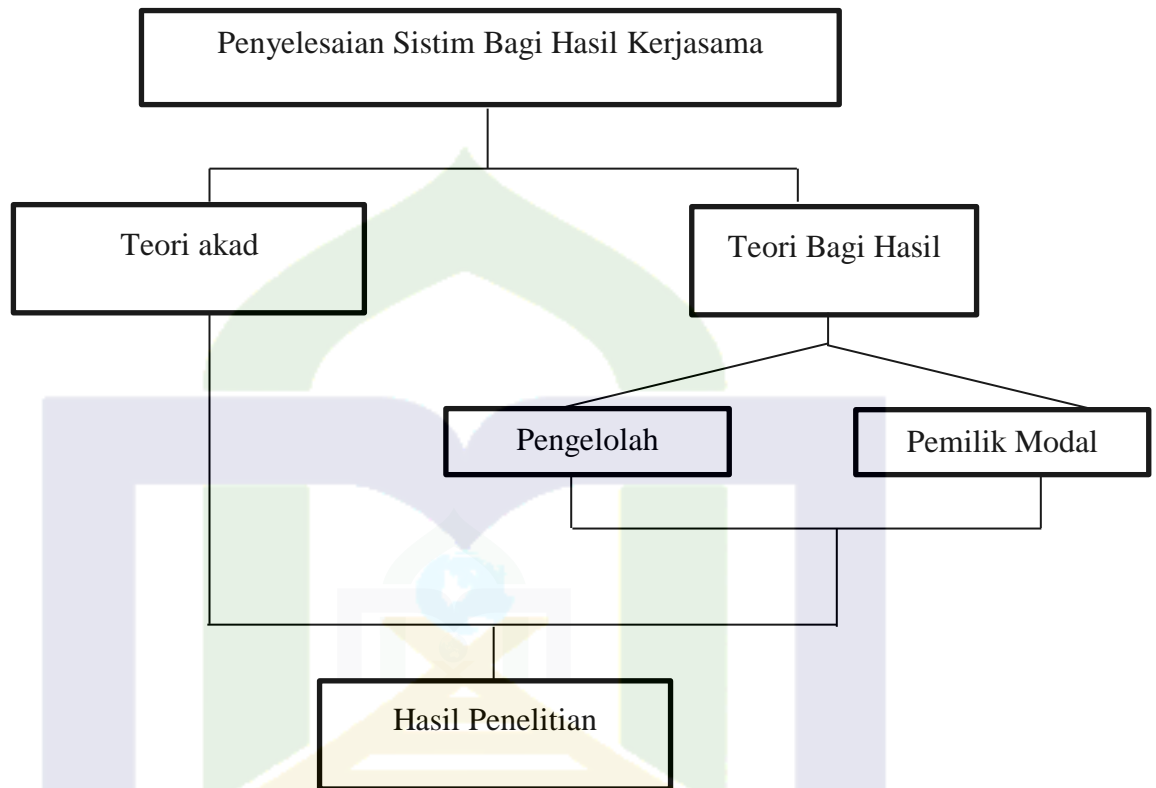 Penyelesaian Sistim Bagi Hasil Kerjasama
Teori akad
Teori Bagi Hasil
Pengelolah
Pemilik Modal
Hasil Penelitian